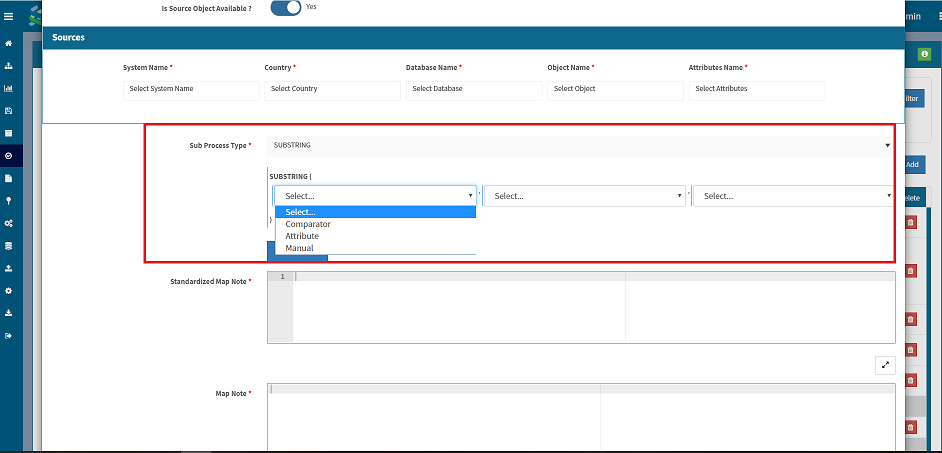 Is Source Object Available ? Yes
min
Sources
System Name * Country * Database Name * Object Name * Attributes Name *
Select System Name Select Country Select Database Select Object Select Attributes
ilter
Sub Process Type * SUBSTRING
Add
SUBSTRING (
elete
Select... , Select... , Select...
Select...
Comparator
Attribute
Manual
)
Standardized Map Note * 1
Map Note *